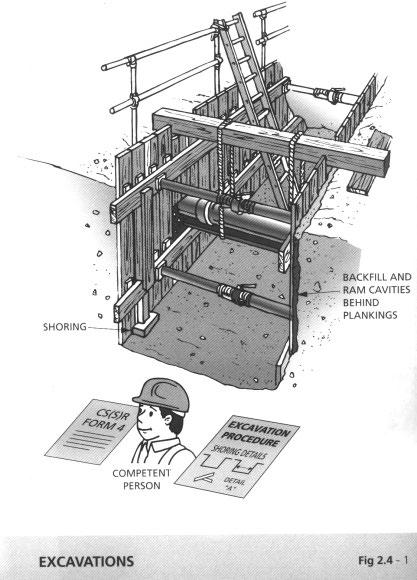 BACKFILL AND
RAM CAVITIES
BEHIND
PLANKINGS
SHORING
CS(S)R
FORM 4
COMPETENT
PERSON
EXCAVATION
PROCEDURE
SHORING DETAILS
DETAIL
"A"
EXCAVATIONS
Fig 2.4 - 1